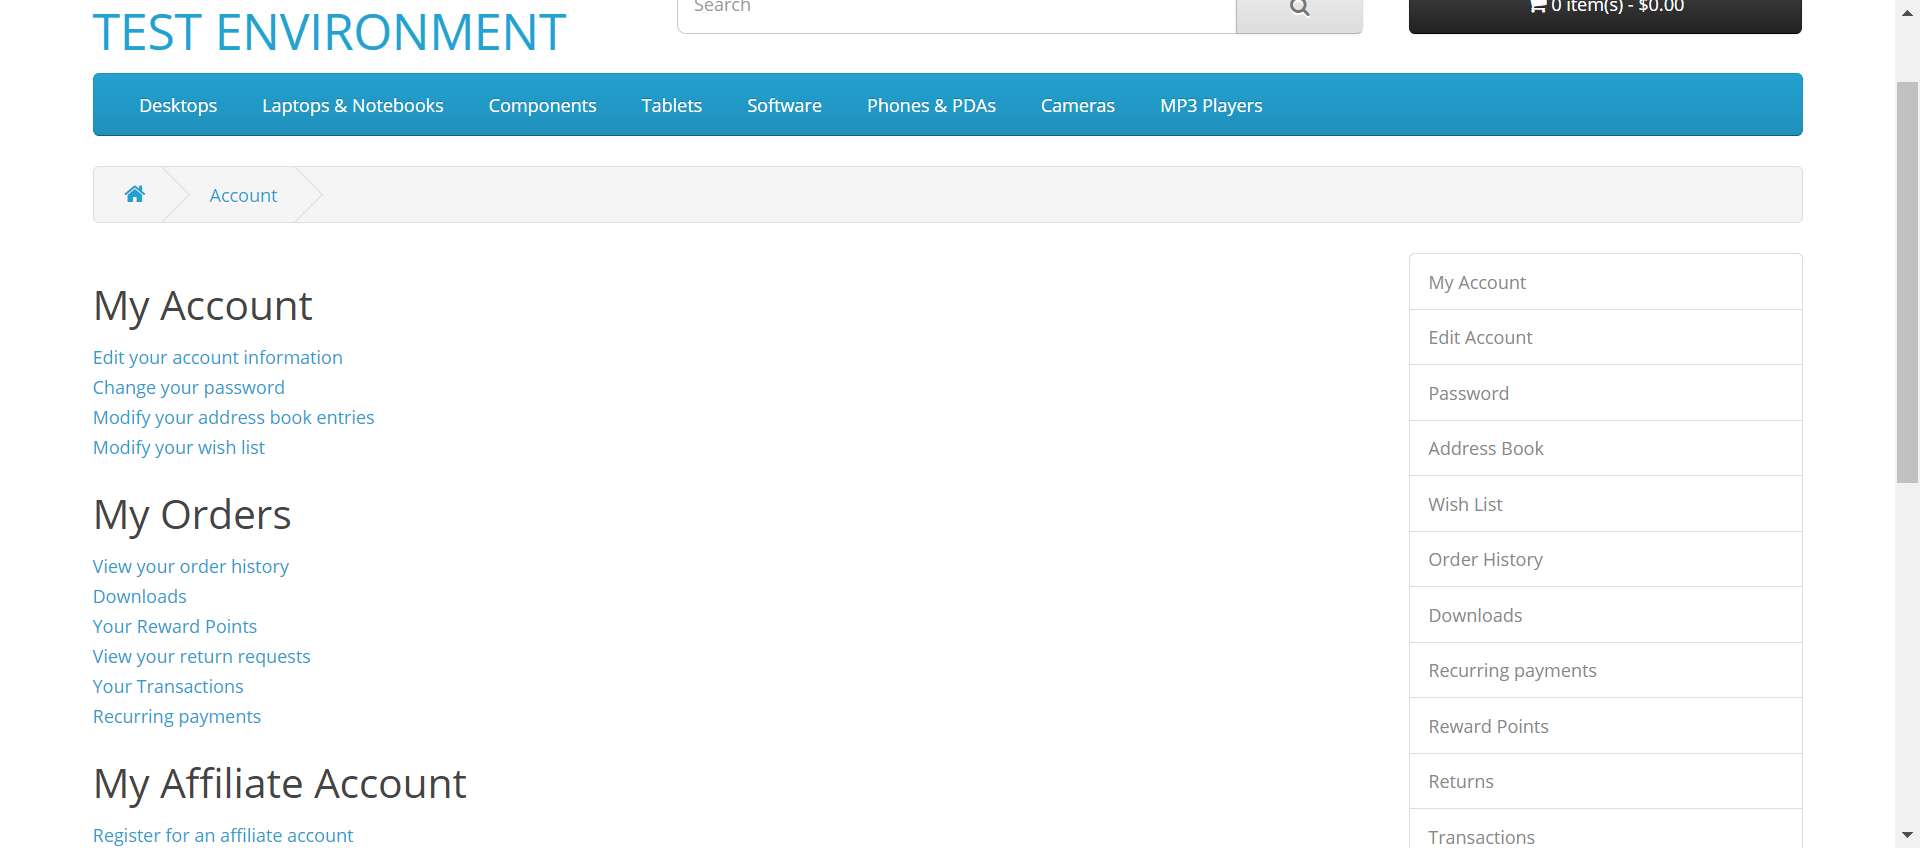 TEST ENVIRONMENT
Search
0 item(s) - $0.00
Desktops
Laptops & Notebooks
Components
Tablets
Software
Phones & PDAs
Cameras
MP3 Players
Account
My Account
Edit your account information
Change your password
Modify your address book entries
Modify your wish list
My Orders
View your order history
Downloads
Your Reward Points
View your return requests
Your Transactions
Recurring payments
My Affiliate Account
Register for an affiliate account
My Account
Edit Account
Password
Address Book
Wish List
Order History
Downloads
Recurring payments
Reward Points
Returns
Transactions